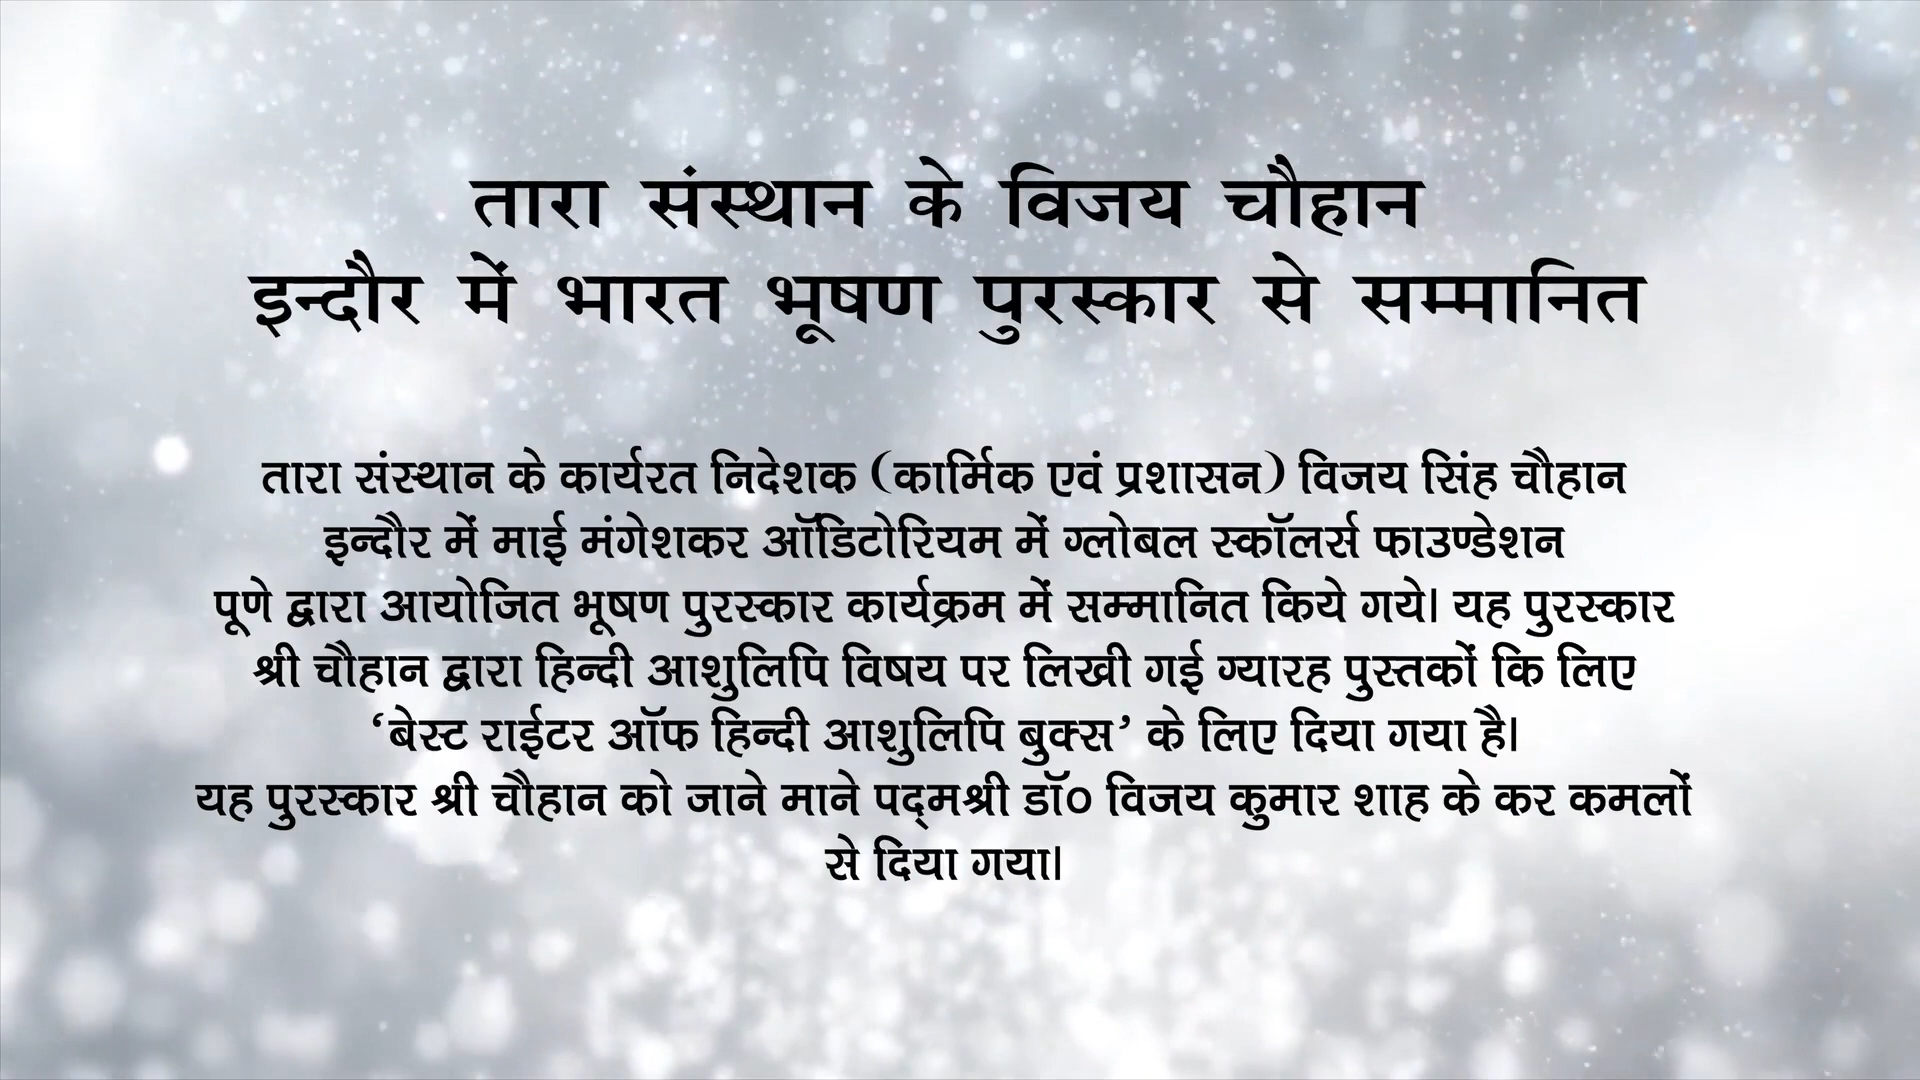 तारा संस्थान के विजय चौहान
इन्दौर में भारत भूषण पुरस्कार से सम्मानित
तारा संस्थान के कार्यरत निदेशक (कार्मिक एवं प्रशासन) विजय सिंह चौहान
इन्दौर में माई मंगेशकर ऑडिटोरियम में ग्लोबल स्कॉलर्स फाउण्डेशन
पूणे द्वारा आयोजित भूषण पुरस्कार कार्यक्रम में सम्मानित किये गये। यह पुरस्कार
श्री चौहान द्वारा हिन्दी आशुलिपि विषय पर लिखी गई ग्यारह पुस्तकों कि लिए
‘बेस्ट राईटर ऑफ हिन्दी आशुलिपि बुक्स’ के लिए दिया गया है।
यह पुरस्कार श्री चौहान को जाने माने पद्मश्री डॉ० विजय कुमार शाह के कर कमलों
से दिया गया।